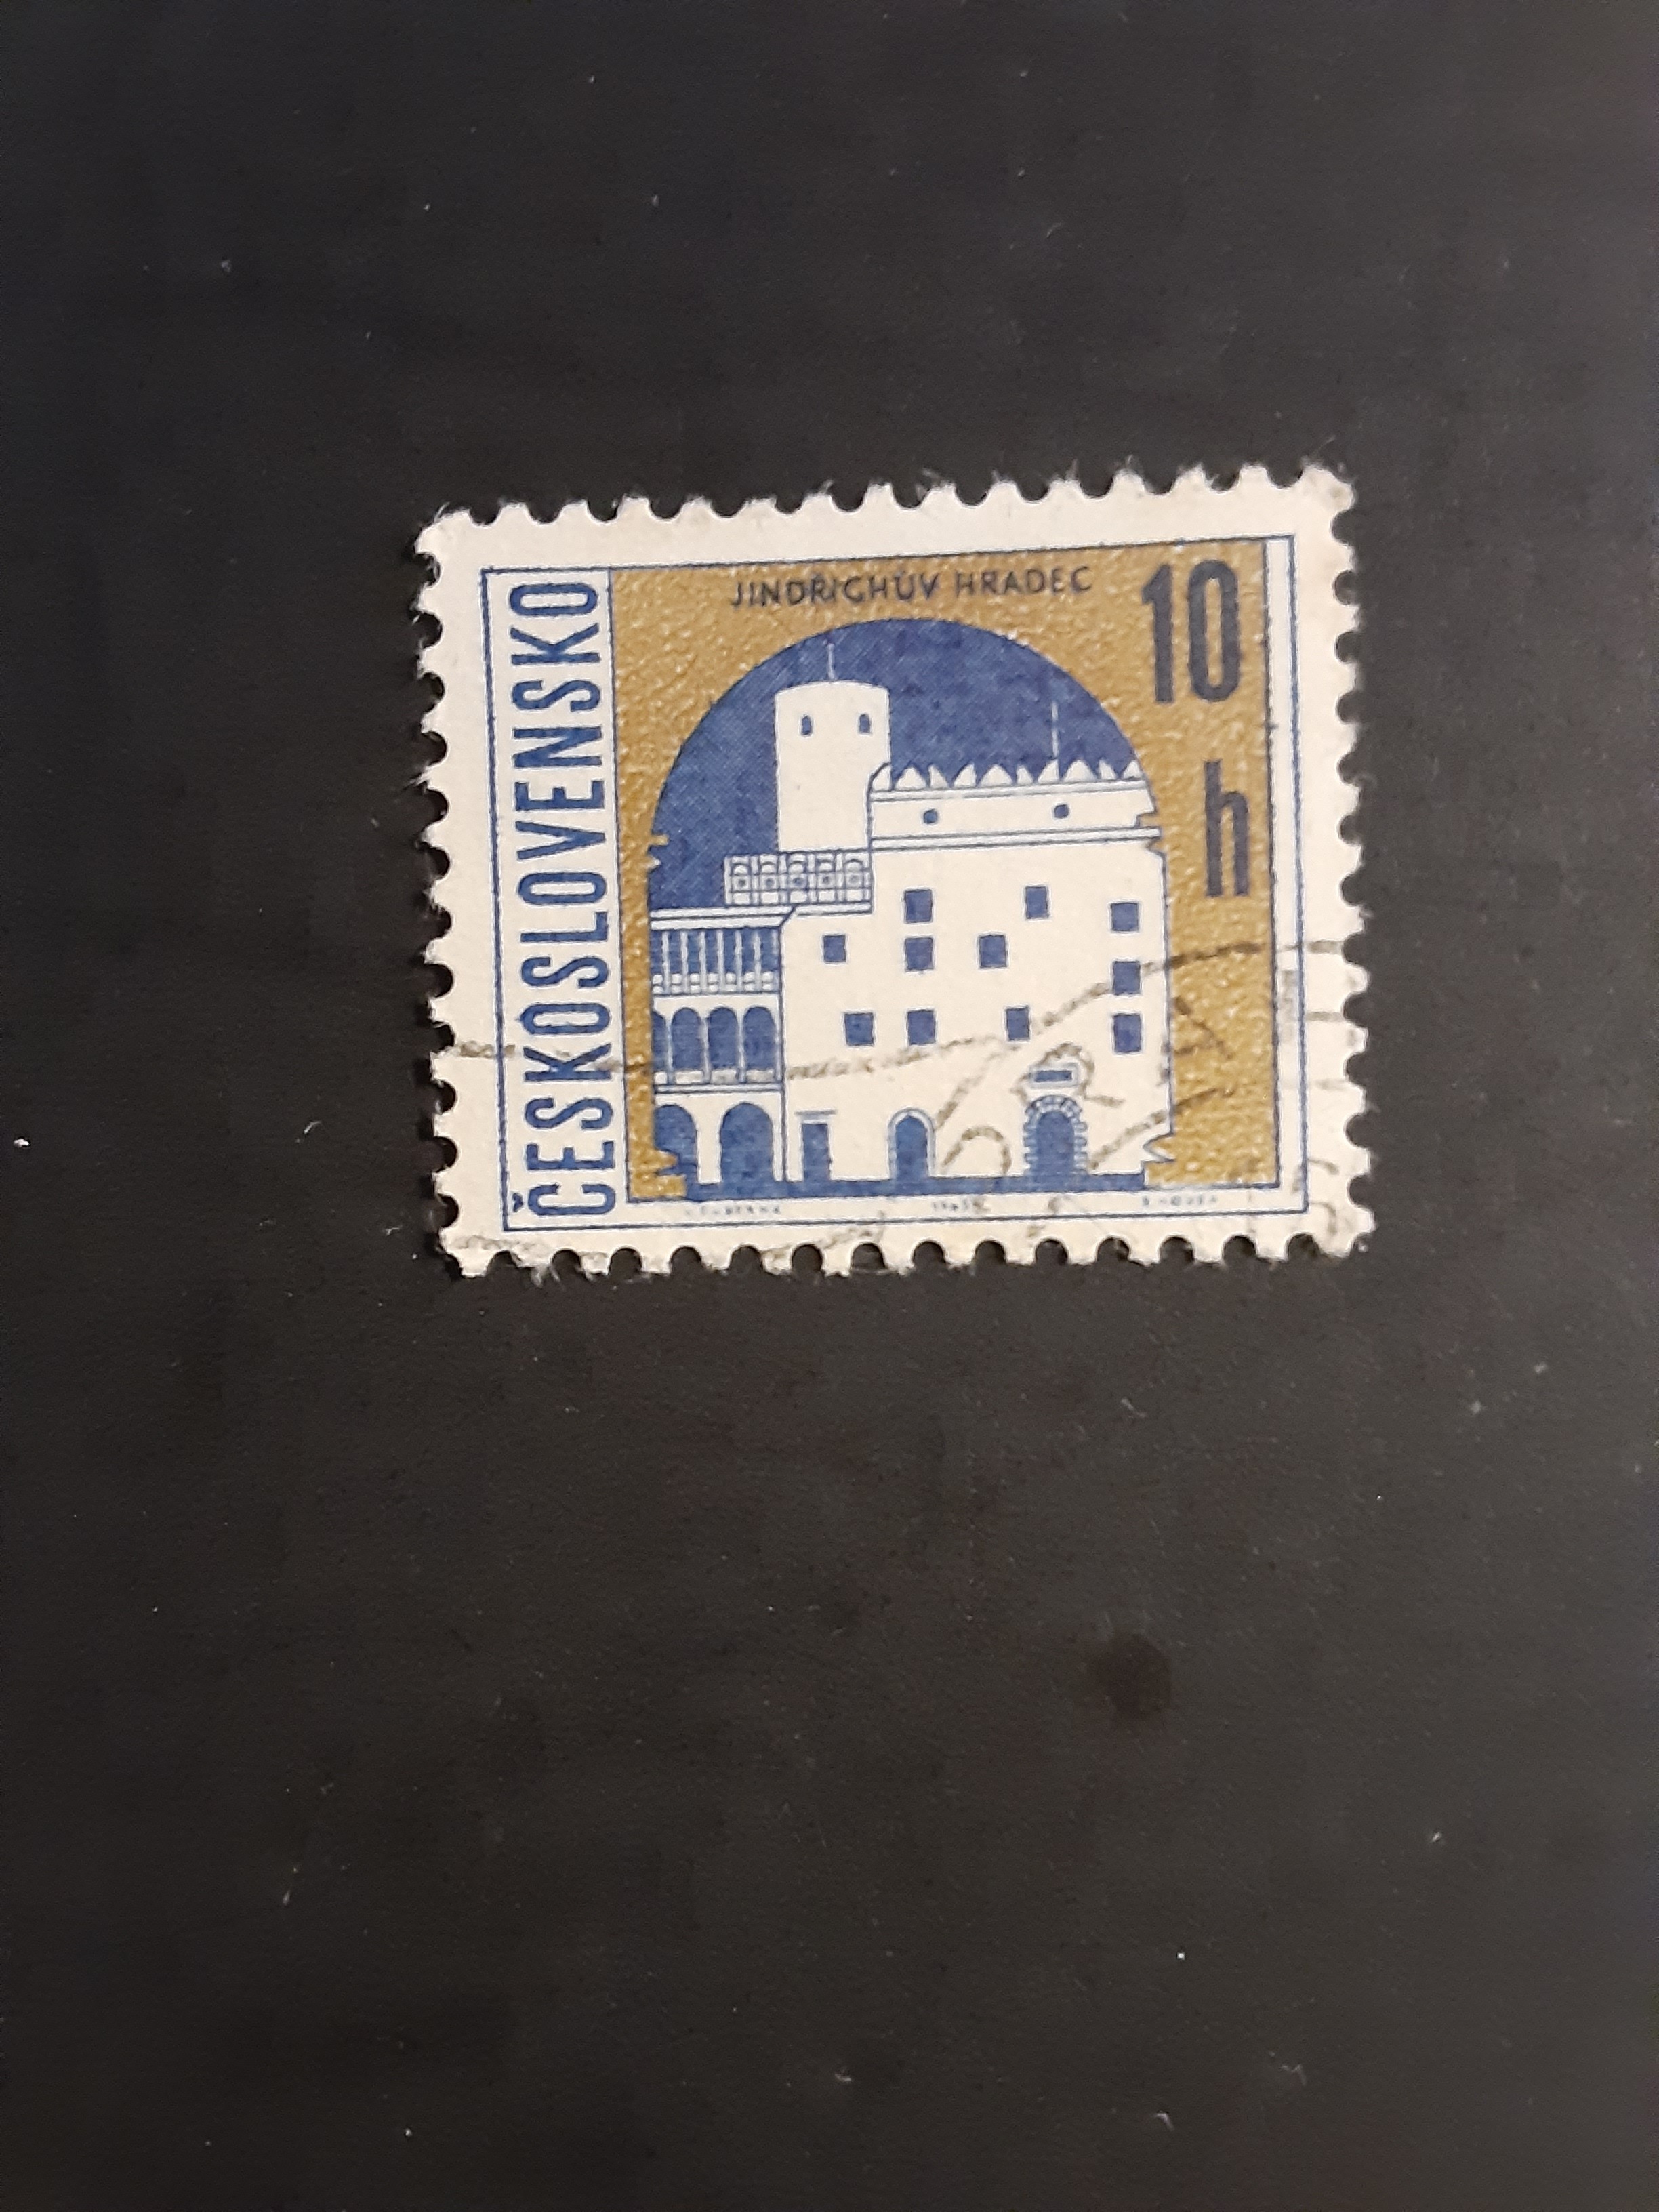 ČESKOSLOVENSKO
JINDŘICHŮV HRADEC
10
h